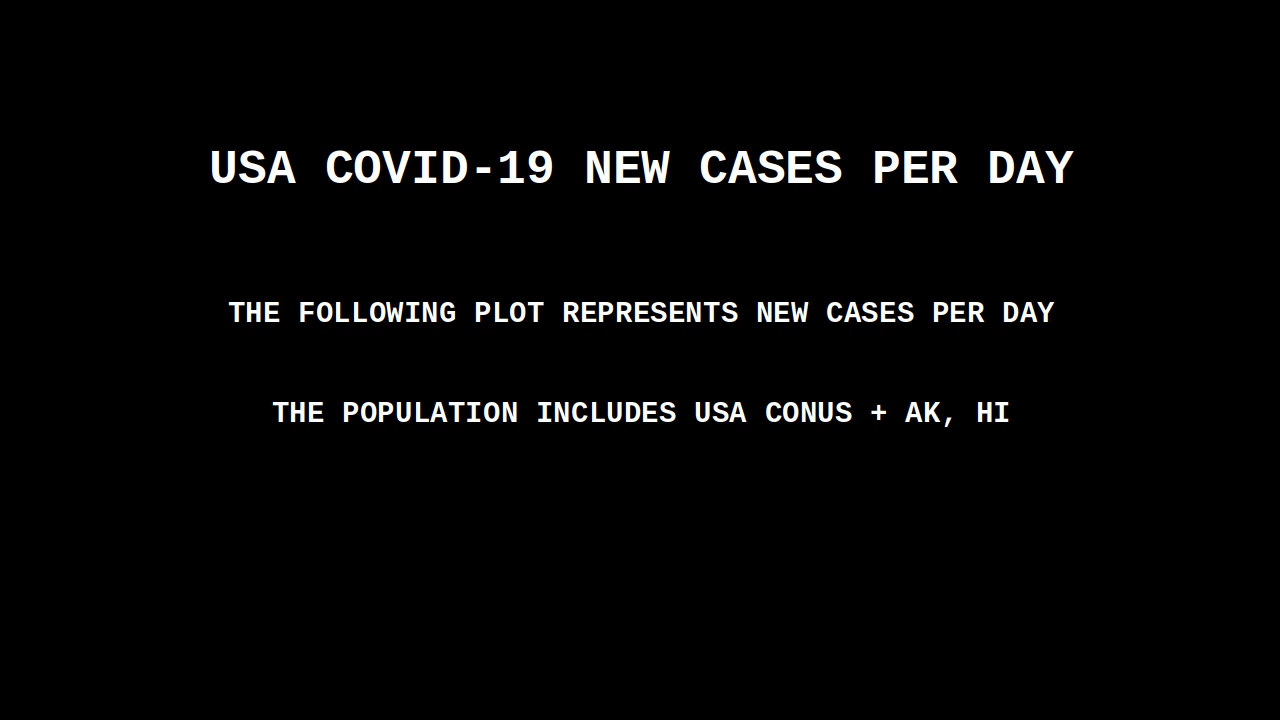 USA COVID-19 NEW CASES PER DAY
THE FOLLOWING PLOT REPRESENTS NEW CASES PER DAY
THE POPULATION INCLUDES USA CONUS + AK, HI